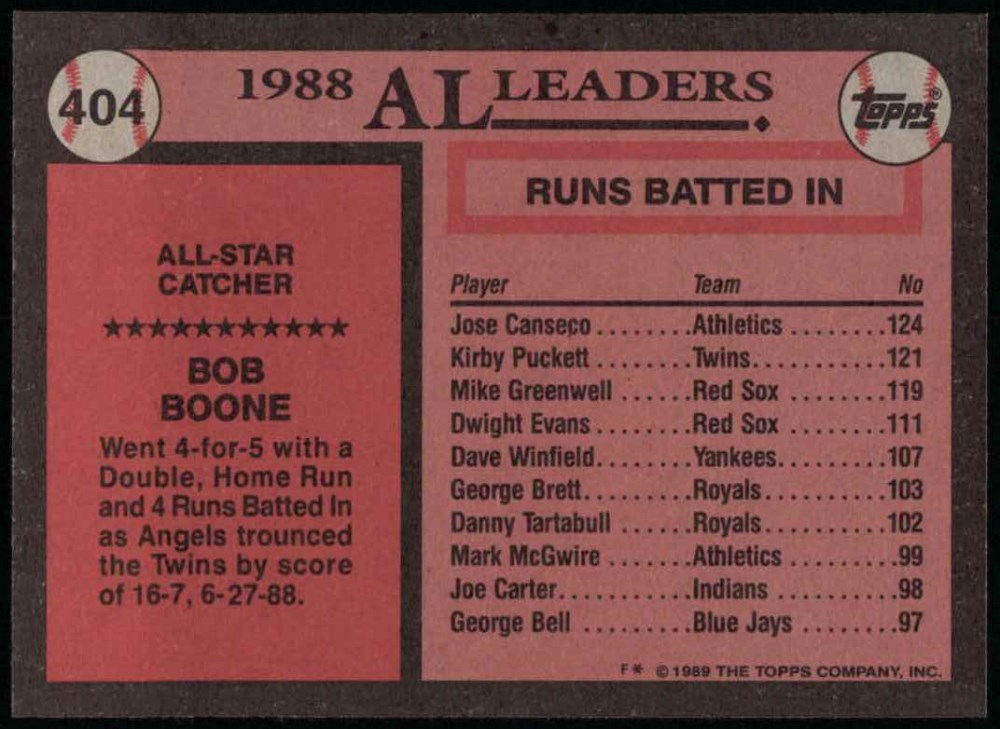 404
1988 AL LEADERS
Topps®
ALL-STAR
CATCHER
★★★★★★★★★★★
BOB
BOONE
Went 4-for-5 with a
Double, Home Run
and 4 Runs Batted In
as Angels trounced
the Twins by score
of 16-7, 6-27-88.
RUNS BATTED IN
Player Team No
Jose Canseco ........Athletics ........124
Kirby Puckett ........Twins..........121
Mike Greenwell ......Red Sox ........119
Dwight Evans ........Red Sox ........111
Dave Winfield........Yankees.........107
George Brett.........Royals..........103
Danny Tartabull ......Royals..........102
Mark McGwire .......Athletics .........99
Joe Carter...........Indians ..........98
George Bell .........Blue Jays ........97
F* © 1989 THE TOPPS COMPANY, INC.